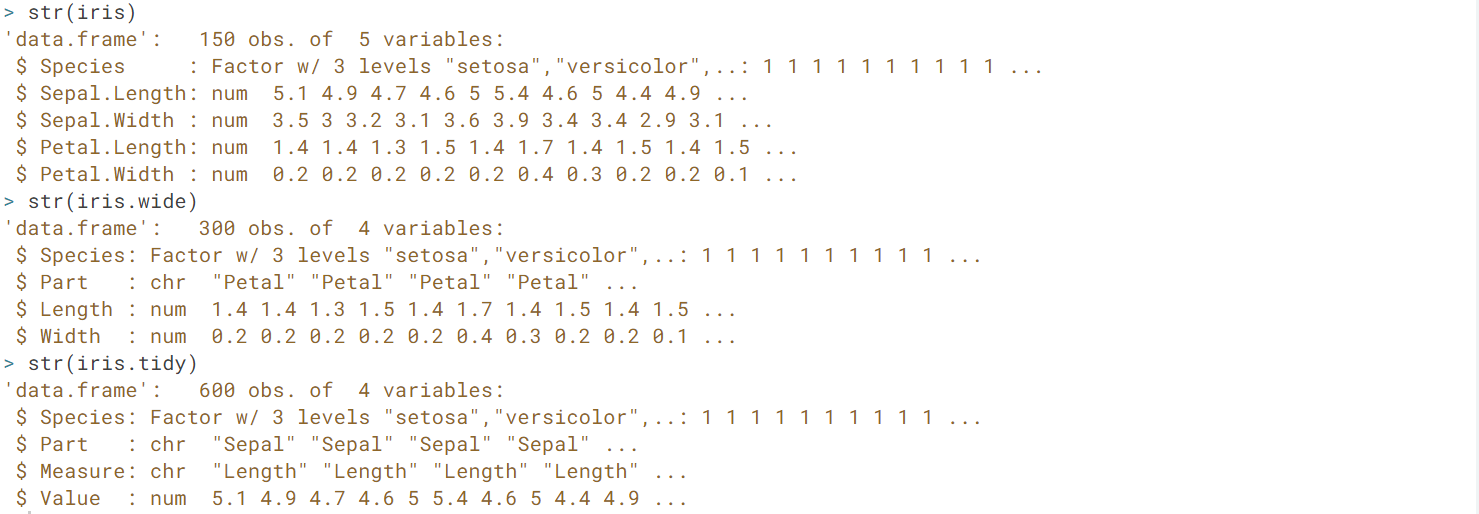 > str(iris)
'data.frame':   150 obs. of  5 variables:
 $ Species     : Factor w/ 3 levels "setosa","versicolor",..: 1 1 1 1 1 1 1 1 1 1 ...
 $ Sepal.Length: num  5.1 4.9 4.7 4.6 5 5.4 4.6 5 4.4 4.9 ...
 $ Sepal.Width : num  3.5 3 3.2 3.1 3.6 3.9 3.4 3.4 2.9 3.1 ...
 $ Petal.Length: num  1.4 1.4 1.3 1.5 1.4 1.7 1.4 1.5 1.4 1.5 ...
 $ Petal.Width : num  0.2 0.2 0.2 0.2 0.2 0.4 0.3 0.2 0.2 0.1 ...
> str(iris.wide)
'data.frame':   300 obs. of  4 variables:
 $ Species: Factor w/ 3 levels "setosa","versicolor",..: 1 1 1 1 1 1 1 1 1 1 ...
 $ Part   : chr  "Petal" "Petal" "Petal" "Petal" ...
 $ Length : num  1.4 1.4 1.3 1.5 1.4 1.7 1.4 1.5 1.4 1.5 ...
 $ Width  : num  0.2 0.2 0.2 0.2 0.2 0.4 0.3 0.2 0.2 0.1 ...
> str(iris.tidy)
'data.frame':   600 obs. of  4 variables:
 $ Species: Factor w/ 3 levels "setosa","versicolor",..: 1 1 1 1 1 1 1 1 1 1 ...
 $ Part   : chr  "Sepal" "Sepal" "Sepal" "Sepal" ...
 $ Measure: chr  "Length" "Length" "Length" "Length" ...
 $ Value  : num  5.1 4.9 4.7 4.6 5 5.4 4.6 5 4.4 4.9 ...